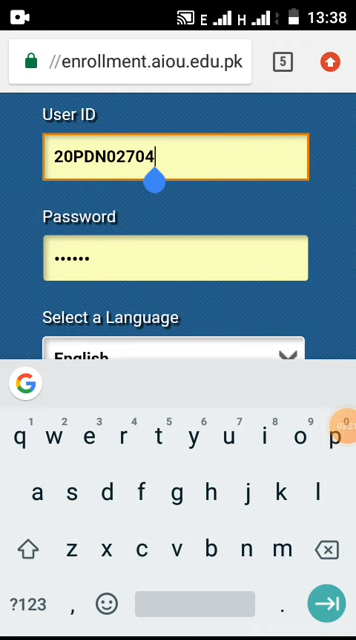 E H 13:38
//enrollment.aiou.edu.pk 5
User ID
20PDN02704
Password
••••••
Select a Language
English
G
1 2 3 4 5 6 7 8 9 0
q w e r t y u i o p
a s d f g h j k l
z x c v b n m
?123 , .